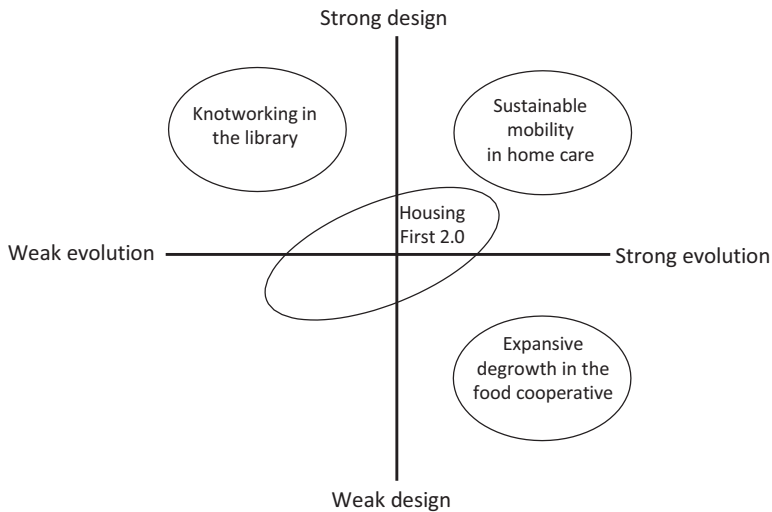 Strong design
Knotworking in
the library
Sustainable
mobility
in home care
Housing
First 2.0
Weak evolution
Strong evolution
Expansive
degrowth in the
food cooperative
Weak design